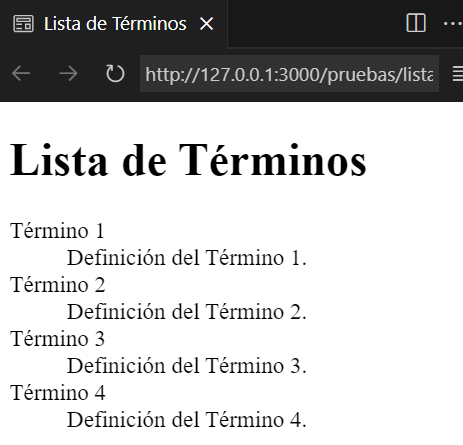 Lista de Términos
http://127.0.0.1:3000/pruebas/lista
Lista de Términos
Término 1
Definición del Término 1.
Término 2
Definición del Término 2.
Término 3
Definición del Término 3.
Término 4
Definición del Término 4.